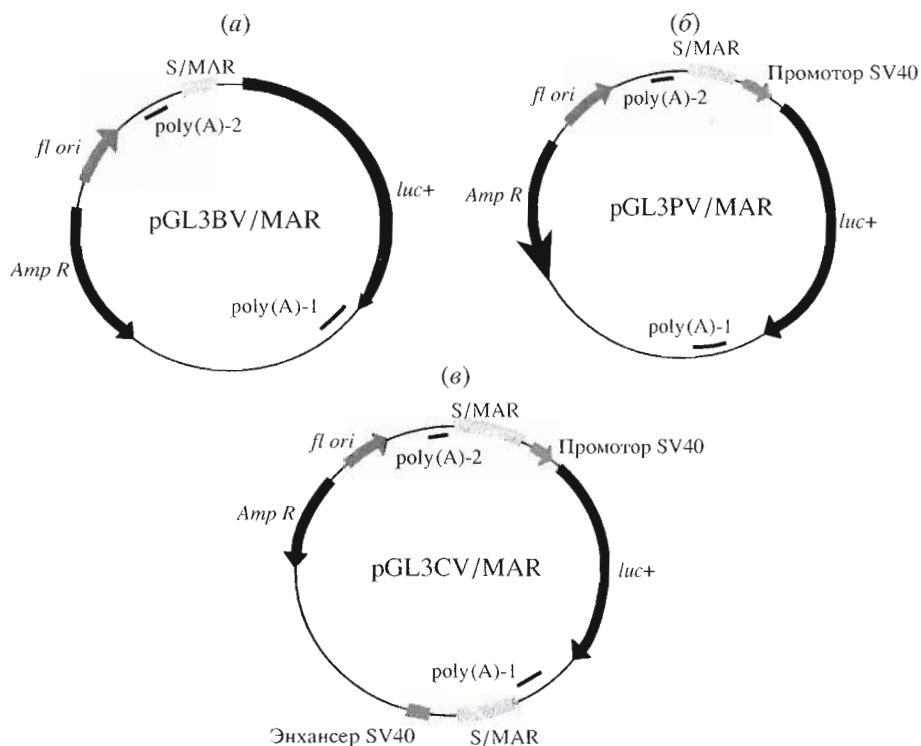 (а)
S/MAR
fl ori
poly(A)-2
luc+
pGL3BV/MAR
Amp R
poly(A)-1
(б)
S/MAR
Промотор SV40
fl ori
poly(A)-2
Amp R
pGL3PV/MAR
luc+
poly(A)-1
(в)
S/MAR
fl ori
Промотор SV40
poly(A)-2
Amp R
pGL3CV/MAR
luc+
poly(A)-1
Энхансер SV40
S/MAR